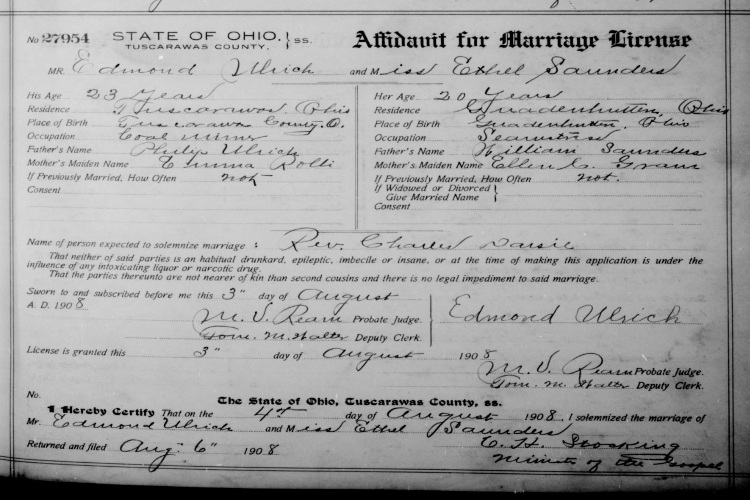 No 27954 STATE OF OHIO, } ss. Affidavit for Marriage License
TUSCARAWAS COUNTY.
MR. Edmond Ulrich and Miss Ethel Saunders
His Age 23 Years
Residence Tuscarawas, Ohio
Place of Birth Tuscarawas County, O.
Occupation Coal miner
Father's Name Philip Ulrich
Mother's Maiden Name Emma
If Previously Married, How Often not
Consent
Her Age 20 Years
Residence Gnadenhutten, Ohio
Place of Birth Gnadenhutten, Ohio
Occupation Seamstress
Father's Name William Saunders
Mother's Maiden Name Ellen
If Previously Married, How Often not.
If Widowed or Divorced }
Give Married Name
Consent
Name of person expected to solemnize marriage : Rev. Charles
That neither of said parties is an habitual drunkard, epileptic, imbecile or insane, or at the time of making this application is under the
influence of any intoxicating liquor or narcotic drug.
That the parties thereunto are not nearer of kin than second cousins and there is no legal impediment to said marriage.
Sworn to and subscribed before me this 3" day of August
A. D. 1908
M. V. Ream Probate Judge.
Tom. M. Halter Deputy Clerk.
Edmond Ulrich
License is granted this 3" day of August 1908
M. V. Ream Probate Judge.
Tom. M. Halter Deputy Clerk.
No. The State of Ohio, Tuscarawas County, ss.
I Hereby Certify That on the 4th day of August 1908, I solemnized the marriage of
Mr. Edmond Ulrich and Miss Ethel Saunders
C. H. Stocking
Minister of the Gospel
Returned and filed Aug. 6" 1908